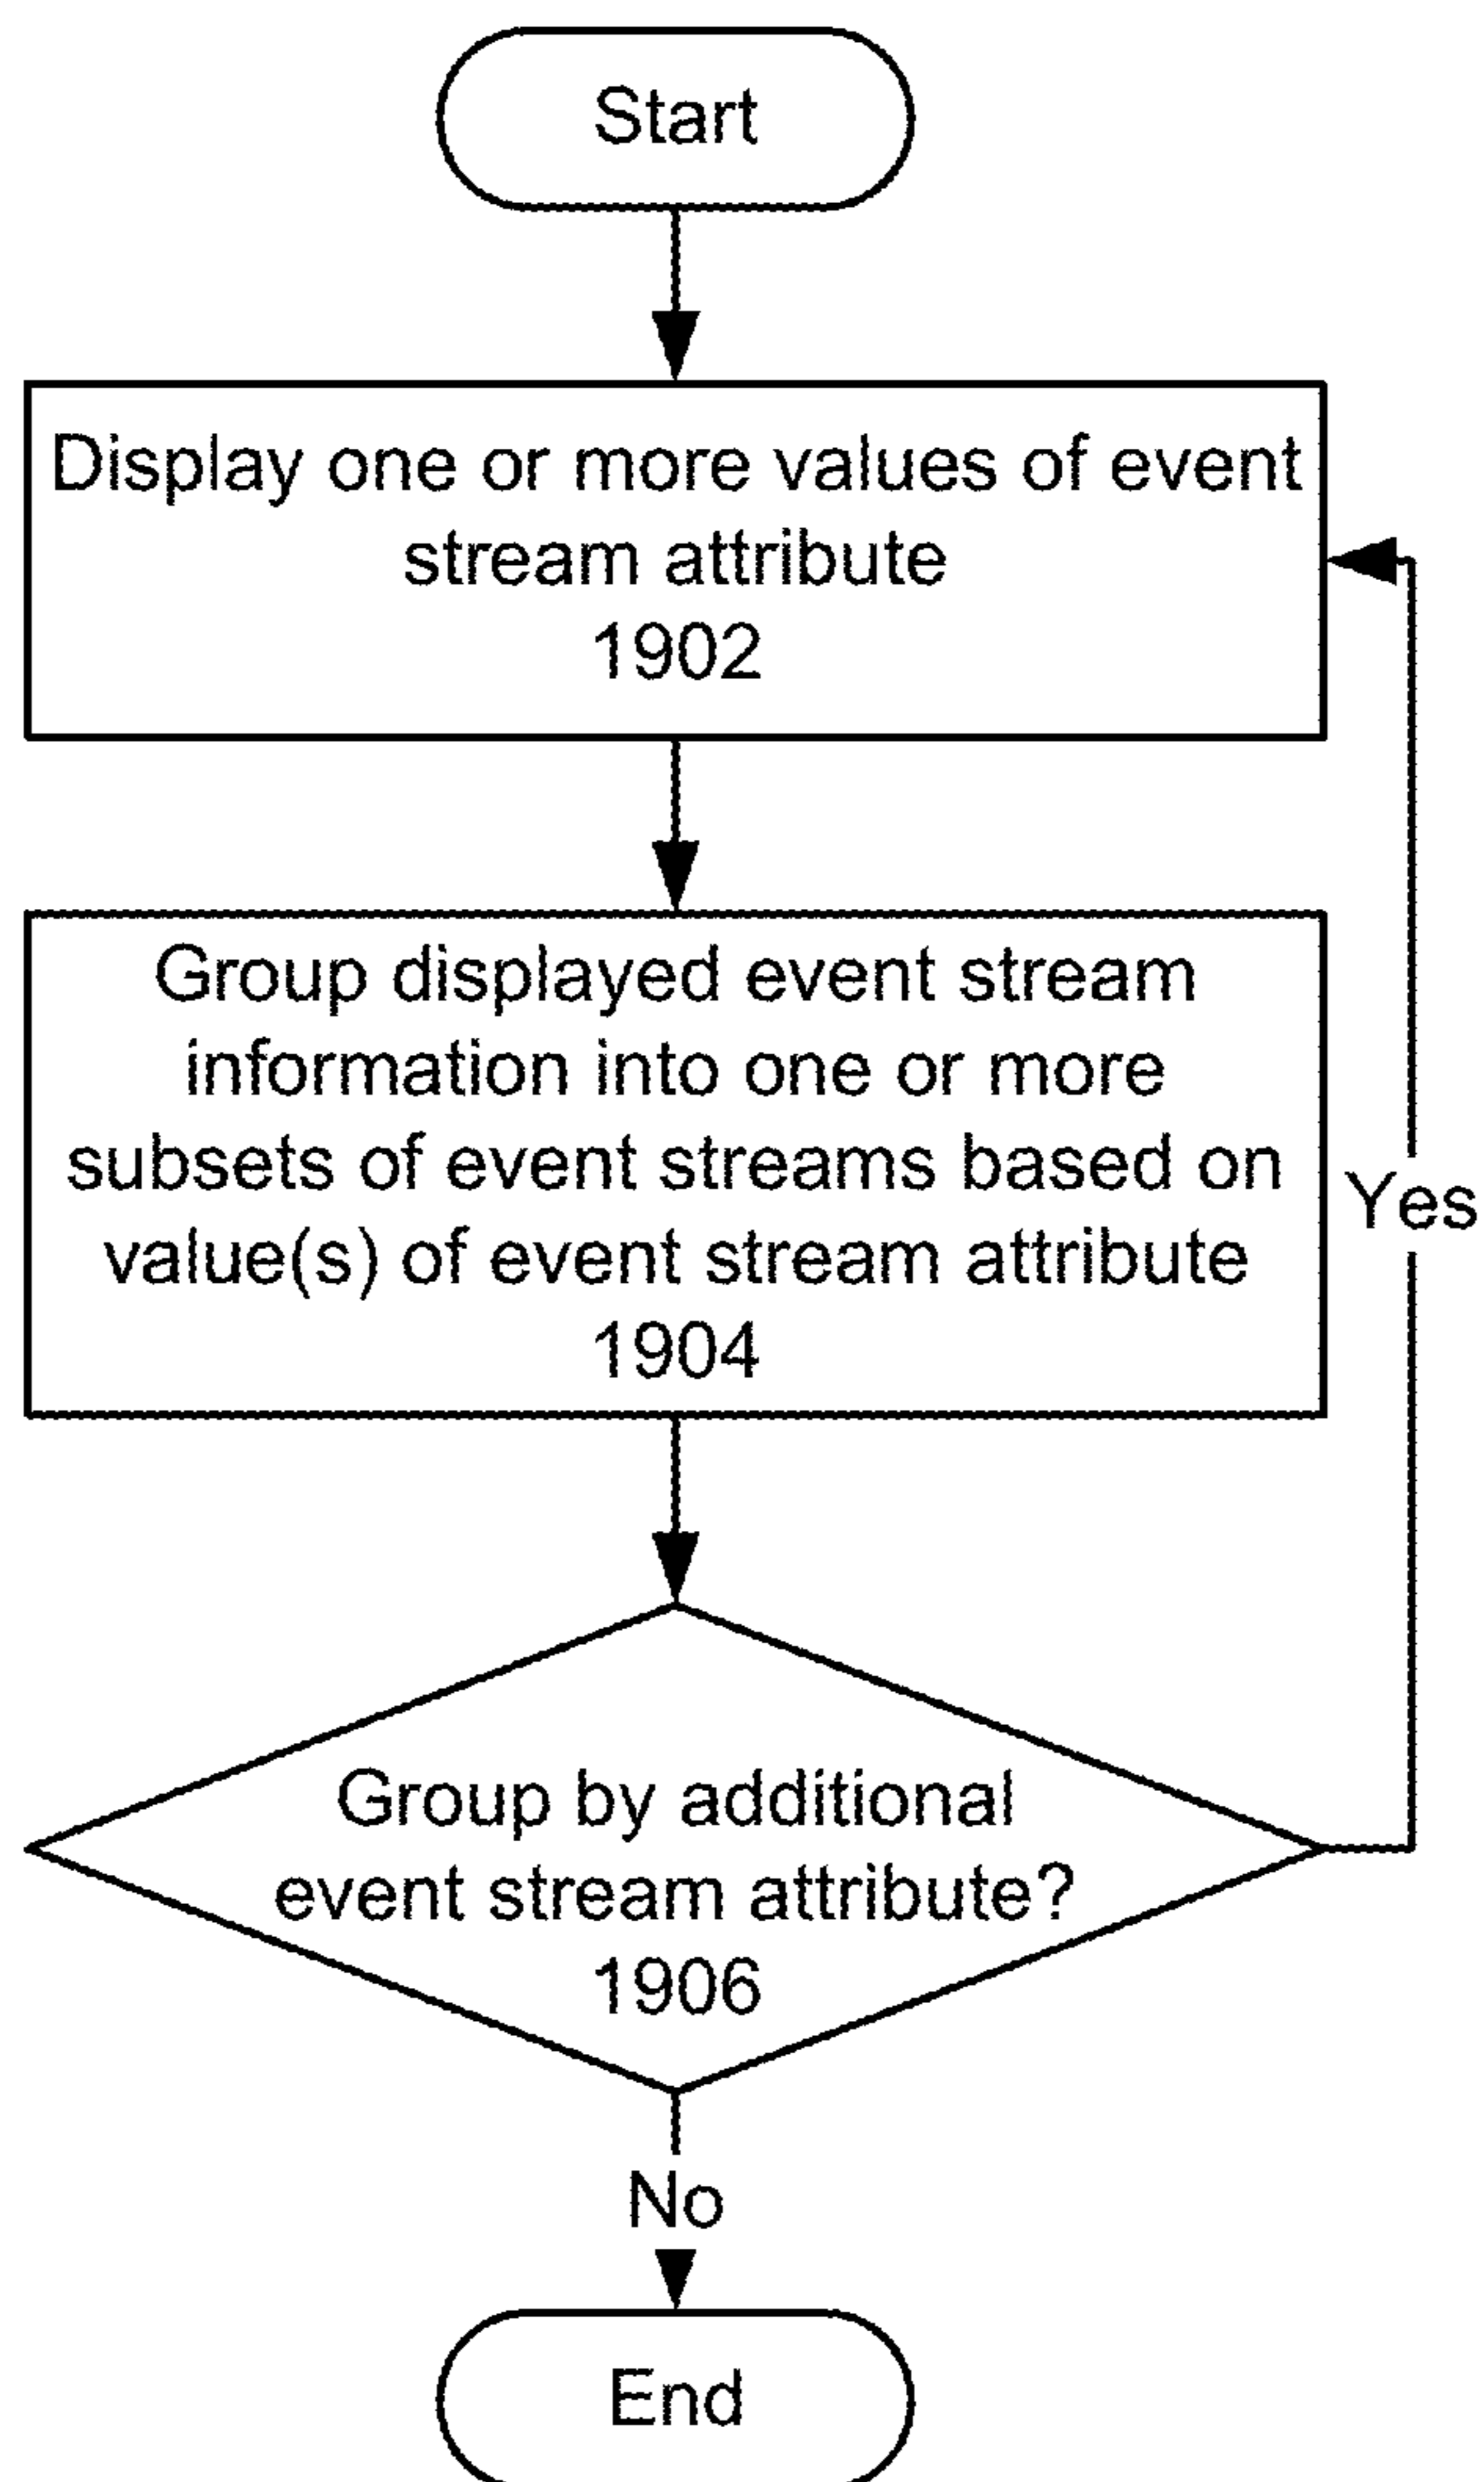 Start
Display one or more values of event
stream attribute
1902
Group displayed event stream
information into one or more
subsets of event streams based on
value(s) of event stream attribute
1904
Yes
Group by additional
event stream attribute?
1906
No
End